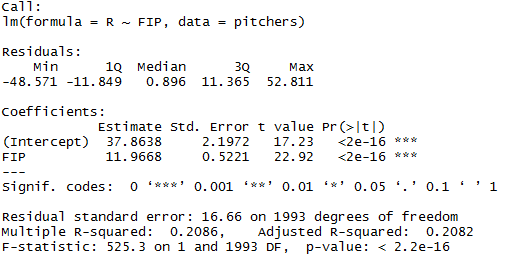 Call:
lm(formula = R ~ FIP, data = pitchers)
Residuals:
    Min      1Q  Median      3Q     Max
-48.571 -11.849   0.896  11.365  52.811
Coefficients:
            Estimate Std. Error t value Pr(>|t|)
(Intercept)  37.8638     2.1972   17.23   <2e-16 ***
FIP          11.9668     0.5221   22.92   <2e-16 ***
---
Signif. codes:  0 ‘***’ 0.001 ‘**’ 0.01 ‘*’ 0.05 ‘.’ 0.1 ‘ ’ 1
Residual standard error: 16.66 on 1993 degrees of freedom
Multiple R-squared:  0.2086,    Adjusted R-squared:  0.2082
F-statistic: 525.3 on 1 and 1993 DF,  p-value: < 2.2e-16